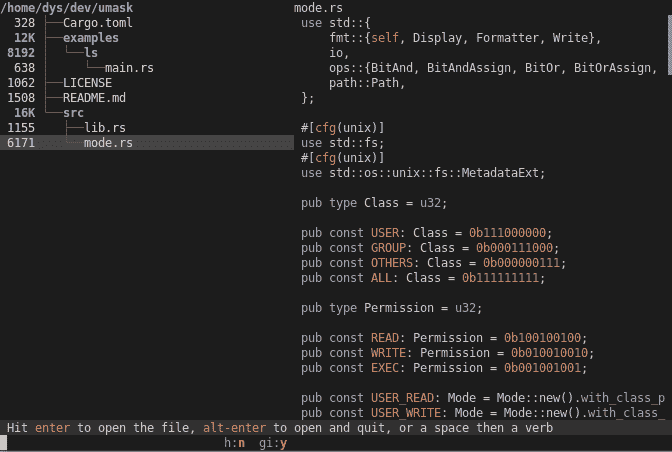 /home/dys/dev/umask
328 Cargo.toml
12K examples
8192 ls
638 main.rs
1062 LICENSE
1508 README.md
16K src
1155 lib.rs
6171 mode.rs
mode.rs
use std::{
fmt::{self, Display, Formatter, Write},
io,
ops::{BitAnd, BitAndAssign, BitOr, BitOrAssign,
path::Path,
};
#[cfg(unix)]
use std::fs;
#[cfg(unix)]
use std::os::unix::fs::MetadataExt;
pub type Class = u32;
pub const USER: Class = 0b111000000;
pub const GROUP: Class = 0b000111000;
pub const OTHERS: Class = 0b000000111;
pub const ALL: Class = 0b111111111;
pub type Permission = u32;
pub const READ: Permission = 0b100100100;
pub const WRITE: Permission = 0b010010010;
pub const EXEC: Permission = 0b001001001;
pub const USER_READ: Mode = Mode::new().with_class_p
pub const USER_WRITE: Mode = Mode::new().with_class_
Hit enter to open the file, alt-enter to open and quit, or a space then a verb
h:n gi:y